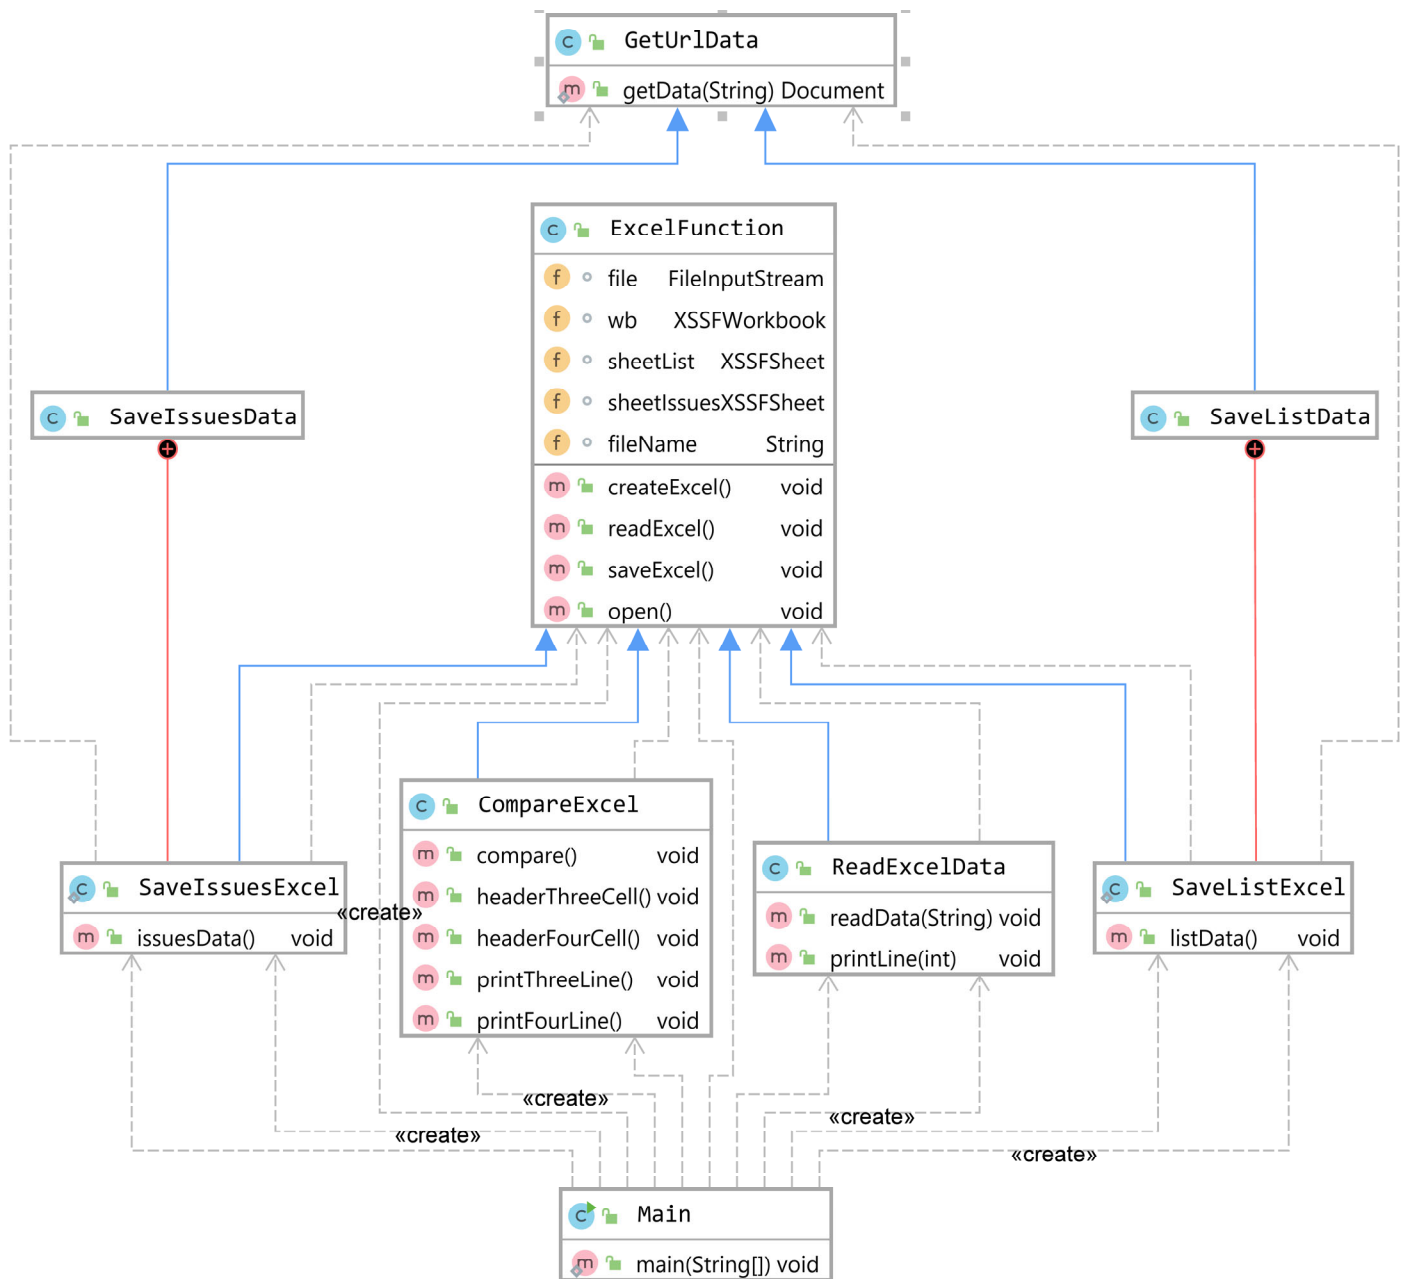 GetUrlData
getData(String) Document
ExcelFunction
file FileInputStream
wb XSSFWorkbook
sheetList XSSFSheet
sheetIssuesXSSFSheet
fileName String
createExcel() void
readExcel() void
saveExcel() void
open() void
SaveIssuesData
SaveListData
CompareExcel
compare() void
headerThreeCell() void
headerFourCell() void
printThreeLine() void
printFourLine() void
ReadExcelData
readData(String) void
printLine(int) void
SaveIssuesExcel
issuesData() void
SaveListExcel
listData() void
«create»
«create»
«create»
«create»
«create»
Main
main(String[]) void